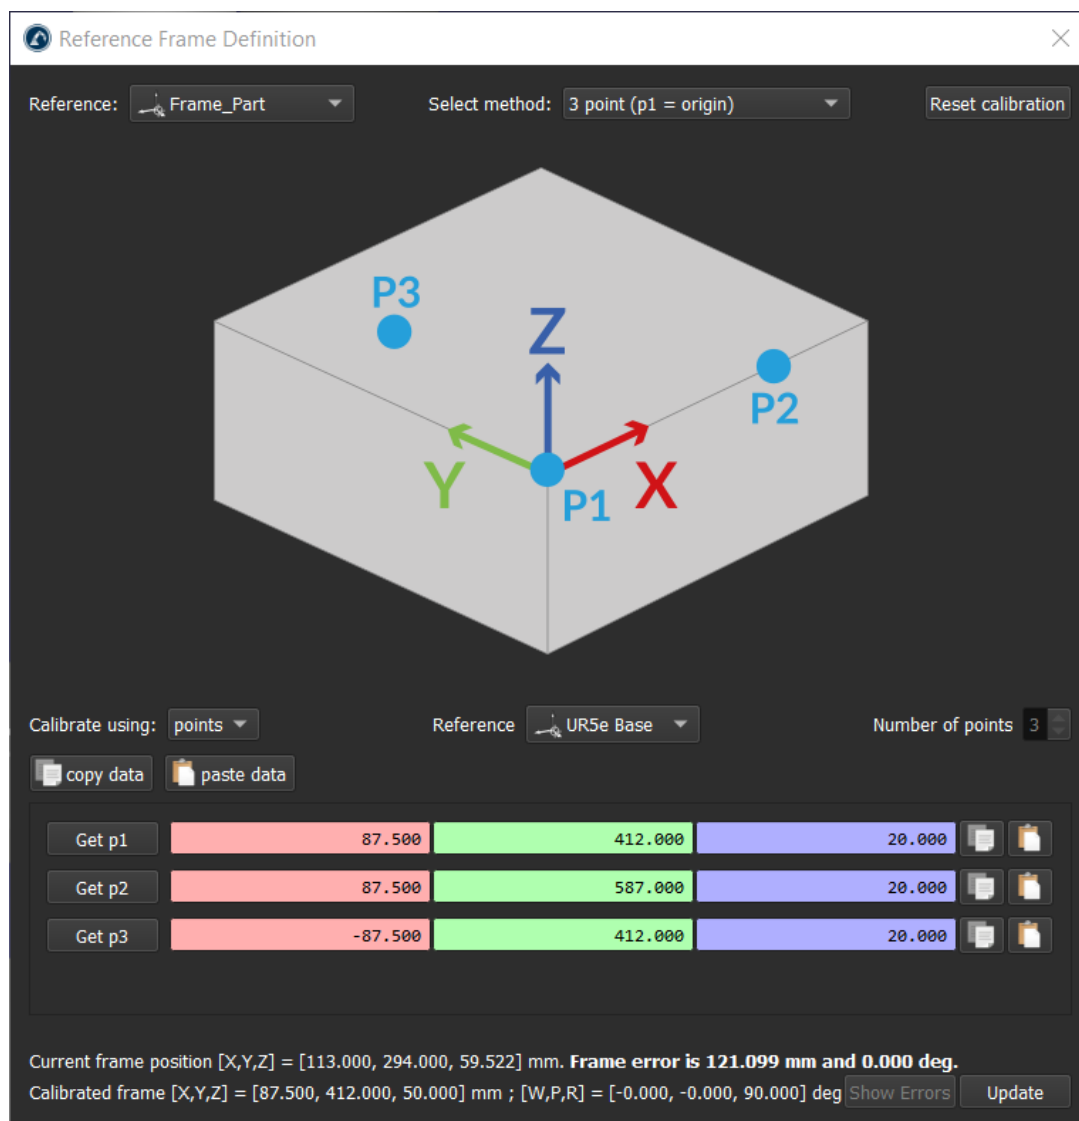 Reference Frame Definition
Reference: Frame_Part Select method: 3 point (p1 = origin) Reset calibration
P3
Z
P2
Y
X
P1
Calibrate using: points Reference UR5e Base Number of points 3
copy data paste data
Get p1 87.500 412.000 20.000
Get p2 87.500 587.000 20.000
Get p3 -87.500 412.000 20.000
Current frame position [X,Y,Z] = [113.000, 294.000, 59.522] mm. Frame error is 121.099 mm and 0.000 deg.
Calibrated frame [X,Y,Z] = [87.500, 412.000, 50.000] mm ; [W,P,R] = [-0.000, -0.000, 90.000] deg Show Errors Update